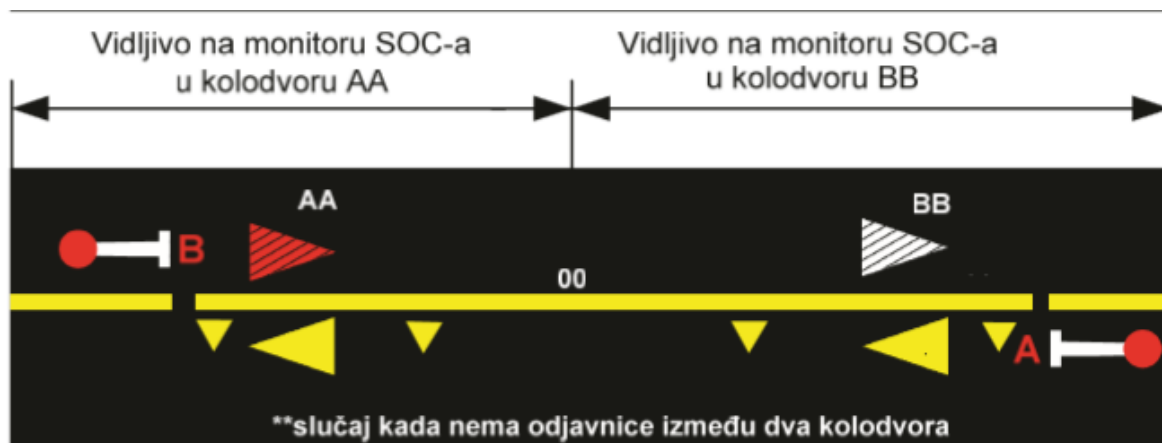 Vidljivo na monitoru SOC-a
u kolodvoru AA
Vidljivo na monitoru SOC-a
u kolodvoru BB
AA
BB
B
00
A
**slučaj kada nema odjavnice između dva kolodvora